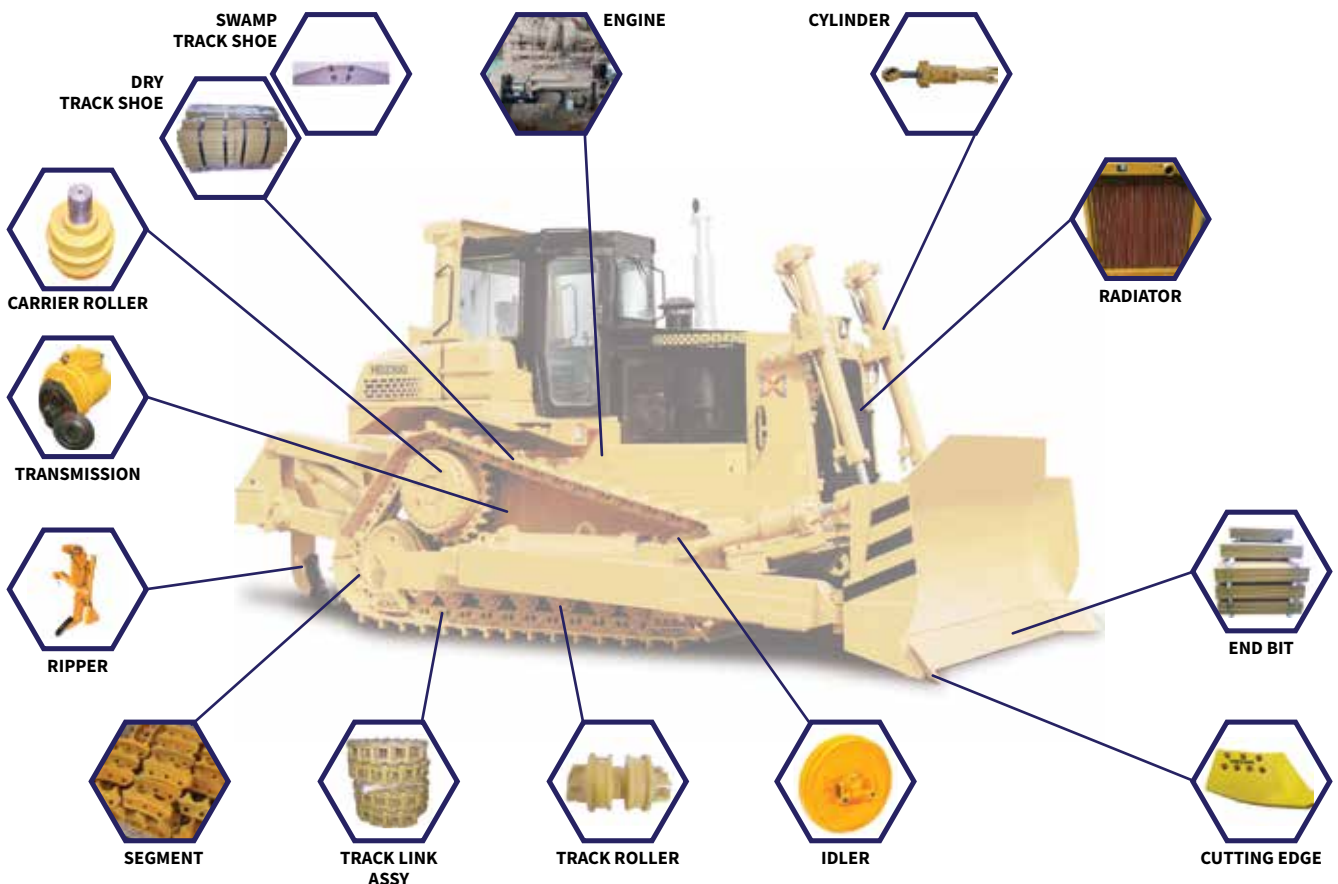 SWAMP
TRACK SHOE
ENGINE
CYLINDER
DRY
TRACK SHOE
CARRIER ROLLER
RADIATOR
TRANSMISSION
RIPPER
END BIT
SEGMENT
TRACK LINK
ASSY
TRACK ROLLER
IDLER
CUTTING EDGE